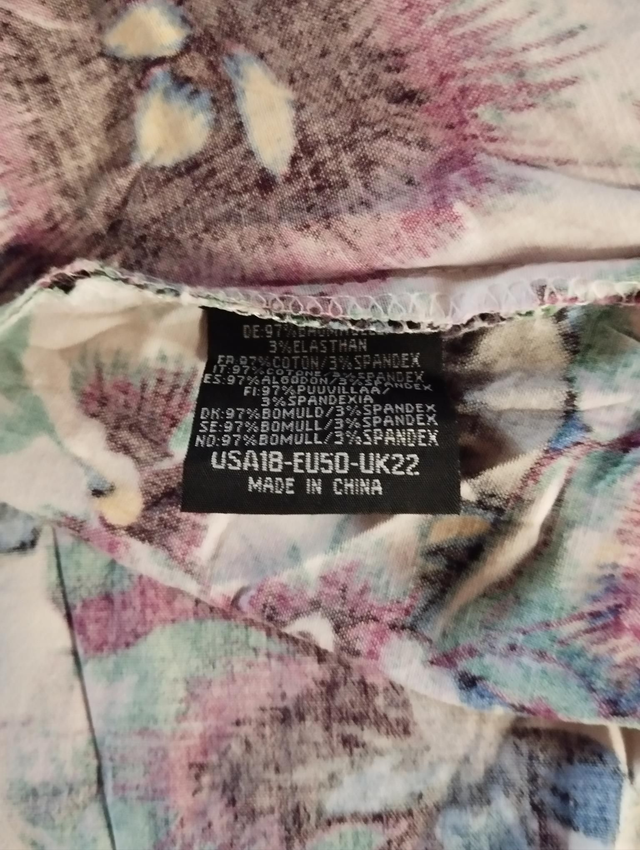 DE:97%BAUMWOLLE/
3%ELASTHAN
FR:97%COTON/3%SPANDEX
IT:97%COTONE/3%SPANDEX
ES:97%ALGODON/3%SPANDEX
FI:97%PUUVILLAA/
3%SPANDEXIA
DK:97%BOMULD/3%SPANDEX
SE:97%BOMULL/3%SPANDEX
NO:97%BOMULL/3%SPANDEX
USA18-EU50-UK22
MADE IN CHINA